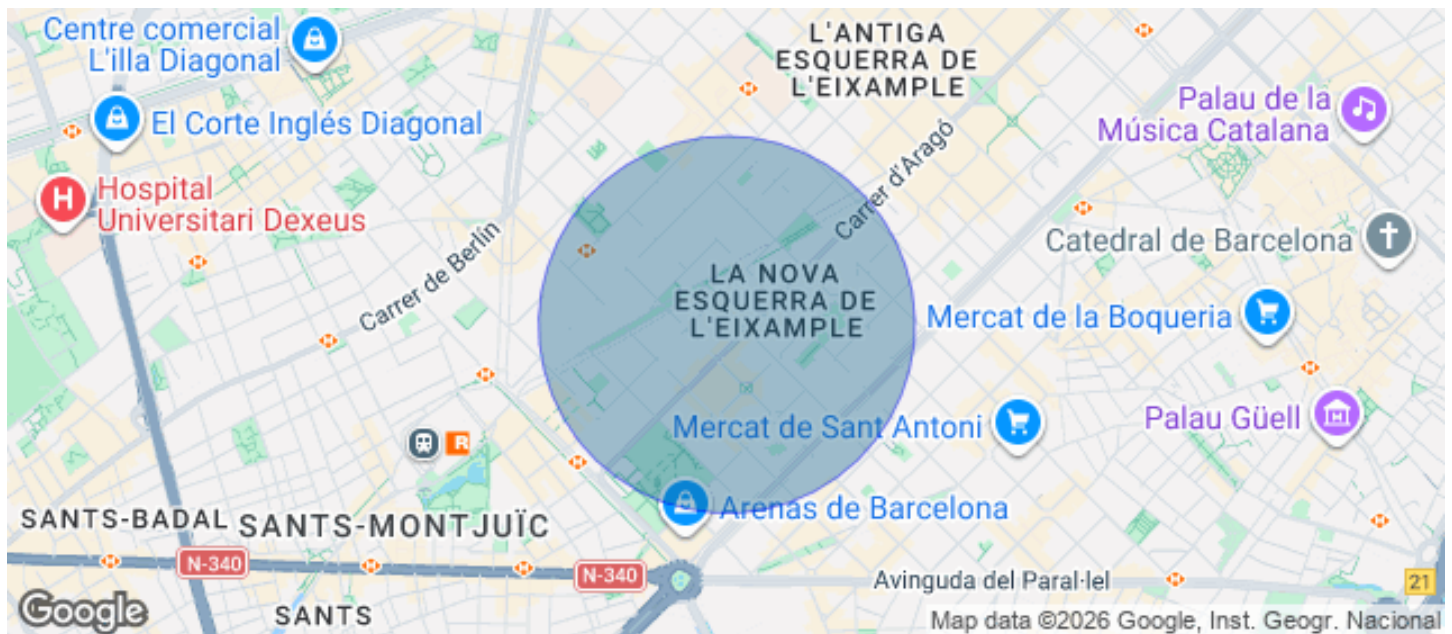 Centre comercial
L'illa Diagonal
El Corte Inglés Diagonal
H
Hospital
Universitari Dexeus
L'ANTIGA
ESQUERRA DE
L'EIXAMPLE
Palau de la
Música Catalana
Carrer d'Aragó
Catedral de Barcelona
Carrer de Berlín
LA NOVA
ESQUERRA DE
L'EIXAMPLE
Mercat de la Boqueria
Mercat de Sant Antoni
Palau Güell
R
Arenas de Barcelona
SANTS-BADAL
SANTS-MONTJUÏC
N-340
N-340
Avinguda del Paral·lel
21
SANTS
Google
Map data ©2026 Google, Inst. Geogr. Nacional